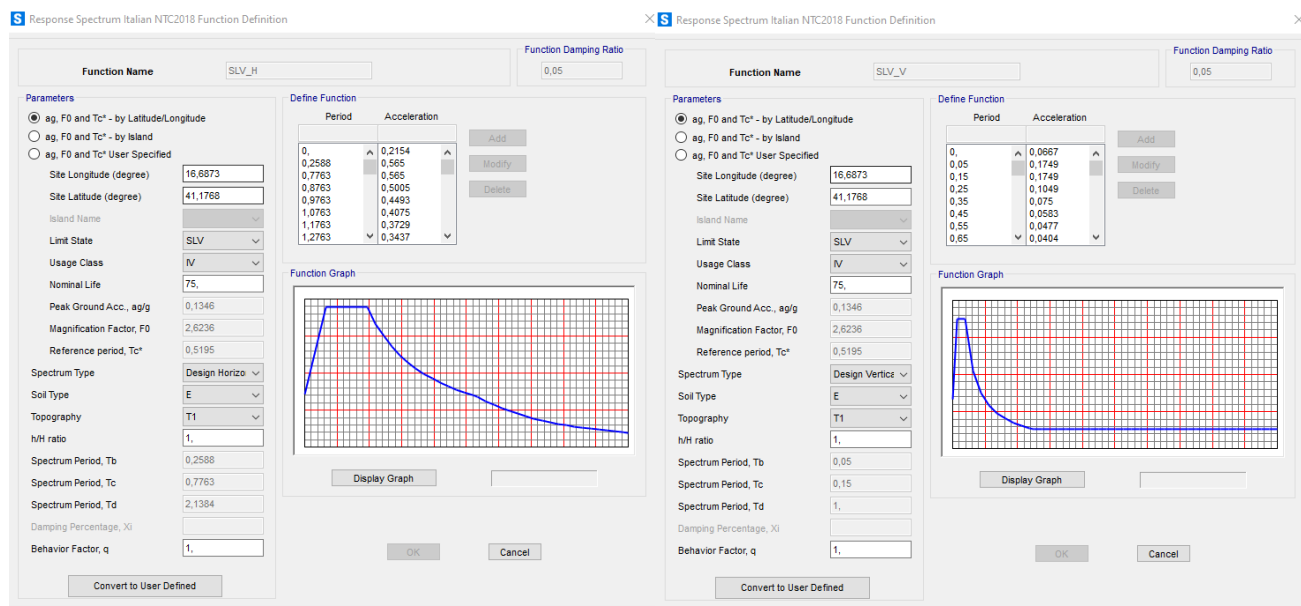 Response Spectrum Italian NTC2018 Function Definition
Function Name
SLV_H
Function Damping Ratio
0,05
Parameters
ag, F0 and Tc* - by Latitude/Longitude
ag, F0 and Tc* - by Island
ag, F0 and Tc* User Specified
Site Longitude (degree)
16,6873
Site Latitude (degree)
41,1768
Island Name
Limit State
SLV
Usage Class
IV
Nominal Life
75,
Peak Ground Acc., ag/g
0,1346
Magnification Factor, F0
2,6236
Reference period, Tc*
0,5195
Spectrum Type
Design Horizo
Soil Type
E
Topography
T1
h/H ratio
1,
Spectrum Period, Tb
0,2588
Spectrum Period, Tc
0,7763
Spectrum Period, Td
2,1384
Damping Percentage, Xi
Behavior Factor, q
1,
Convert to User Defined
Define Function
Period Acceleration
0, 0,2154
0,2588 0,565
0,7763 0,565
0,8763 0,5005
0,9763 0,4493
1,0763 0,4075
1,1763 0,3729
1,2763 0,3437
Add
Modify
Delete
Function Graph
Display Graph
OK
Cancel
Response Spectrum Italian NTC2018 Function Definition
Function Name
SLV_V
Function Damping Ratio
0,05
Parameters
ag, F0 and Tc* - by Latitude/Longitude
ag, F0 and Tc* - by Island
ag, F0 and Tc* User Specified
Site Longitude (degree)
16,6873
Site Latitude (degree)
41,1768
Island Name
Limit State
SLV
Usage Class
IV
Nominal Life
75,
Peak Ground Acc., ag/g
0,1346
Magnification Factor, F0
2,6236
Reference period, Tc*
0,5195
Spectrum Type
Design Vertica
Soil Type
E
Topography
T1
h/H ratio
1,
Spectrum Period, Tb
0,05
Spectrum Period, Tc
0,15
Spectrum Period, Td
1,
Damping Percentage, Xi
Behavior Factor, q
1,
Convert to User Defined
Define Function
Period Acceleration
0, 0,0667
0,05 0,1749
0,15 0,1749
0,25 0,1049
0,35 0,075
0,45 0,0583
0,55 0,0477
0,65 0,0404
Add
Modify
Delete
Function Graph
Display Graph
OK
Cancel